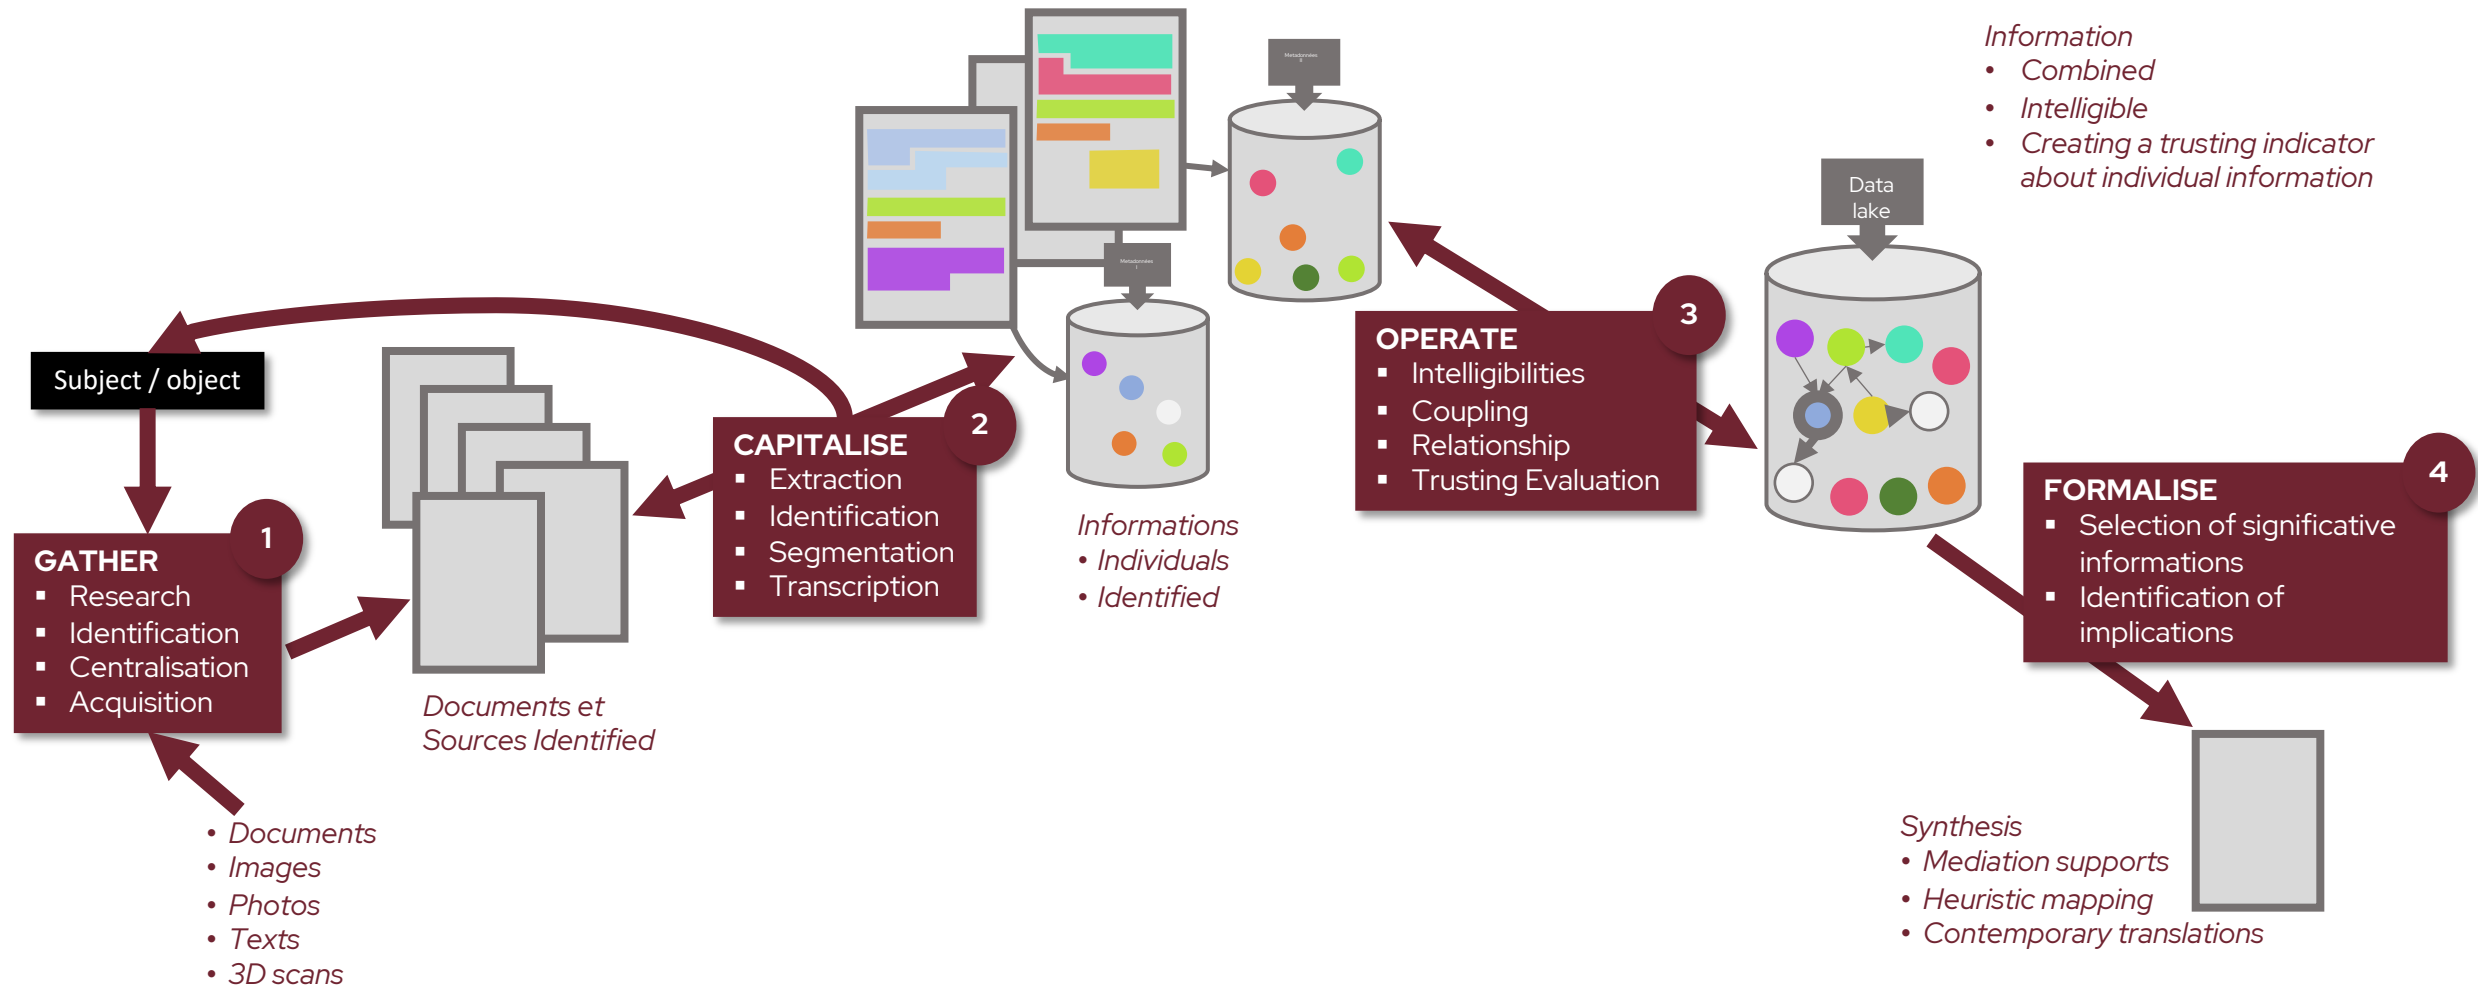 Subject / object
1
GATHER
▪ Research
▪ Identification
▪ Centralisation
▪ Acquisition
• Documents
• Images
• Photos
• Texts
• 3D scans
Documents et
Sources Identified
2
CAPITALISE
▪ Extraction
▪ Identification
▪ Segmentation
▪ Transcription
Metadonnées
I
Metadonnées
II
Informations
• Individuals
• Identified
3
OPERATE
▪ Intelligibilities
▪ Coupling
▪ Relationship
▪ Trusting Evaluation
Data
lake
Information
• Combined
• Intelligible
• Creating a trusting indicator
about individual information
4
FORMALISE
▪ Selection of significative
informations
▪ Identification of
implications
Synthesis
• Mediation supports
• Heuristic mapping
• Contemporary translations